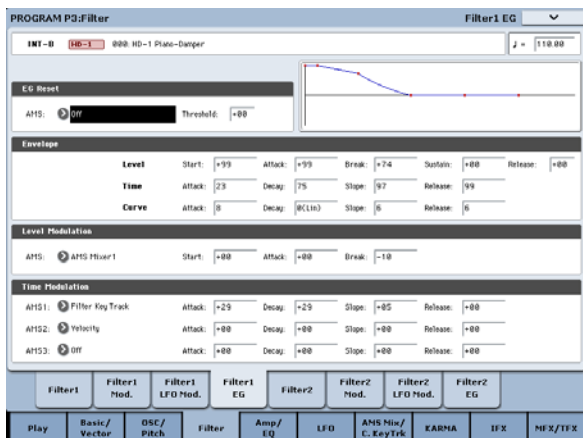 PROGRAM P3:Filter Filter1 EG
INT-D HD-1 000: HD-1 Piano-Damper ♩ = 110.00
EG Reset
AMS: Off Threshold: +00
Envelope
Level Start: +99 Attack: +99 Break: +74 Sustain: +00 Release: +00
Time Attack: 23 Decay: 75 Slope: 97 Release: 99
Curve Attack: 8 Decay: 0(Lin) Slope: 6 Release: 6
Level Modulation
AMS: AMS Mixer1 Start: +00 Attack: +00 Break: -10
Time Modulation
AMS1: Filter KeyTrack Attack: +29 Decay: +29 Slope: +05 Release: +00
AMS2: Velocity Attack: +00 Decay: +00 Slope: +00 Release: +00
AMS3: Off Attack: +00 Decay: +00 Slope: +00 Release: +00
Filter1 Filter1 Mod. Filter1 LFO Mod. Filter1 EG Filter2 Filter2 Mod. Filter2 LFO Mod. Filter2 EG
Play Basic/ Vector OSC/ Pitch Filter Amp/ EQ LFO AMS Mix/ C. KeyTrk KARMA IFX MFX/TFX